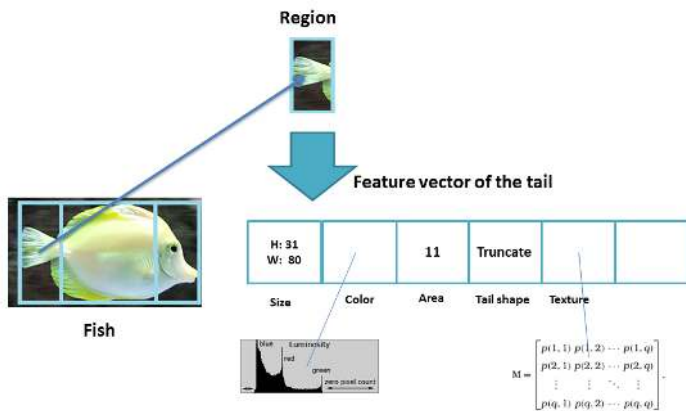 Region
Feature vector of the tail
H: 31
W: 80
11
Truncate
Size
Color
Area
Tail shape
Texture
Fish
blue
Luminosity
red
green
zero pixel count
M =
p(1, 1) p(1, 2) ⋯ p(1, q)
p(2, 1) p(2, 2) ⋯ p(2, q)
⋮ ⋮ ⋱ ⋮
p(q, 1) p(q, 2) ⋯ p(q, q)
.